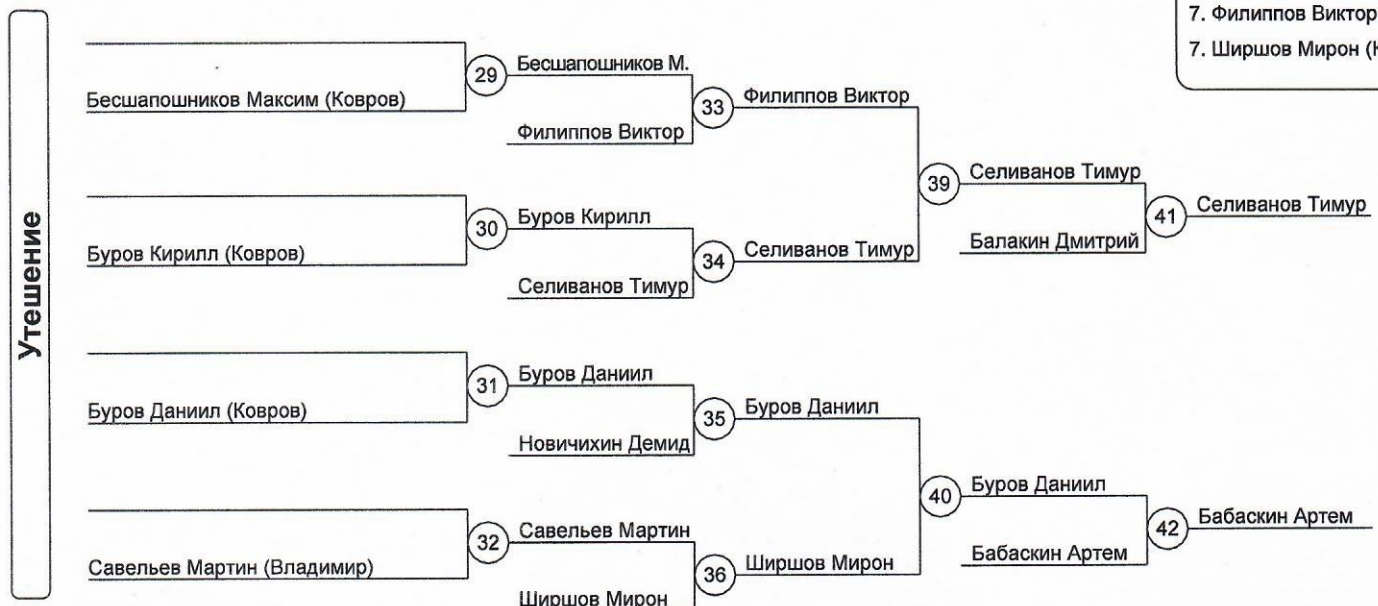 7. Филиппов Виктор
7. Ширшов Мирон (К
Утешение
29
Бесшапошников М.
Бесшапошников Максим (Ковров)
33
Филиппов Виктор
Филиппов Виктор
39
Селиванов Тимур
30
Буров Кирилл
41
Селиванов Тимур
Буров Кирилл (Ковров)
34
Селиванов Тимур
Балакин Дмитрий
Селиванов Тимур
31
Буров Даниил
Буров Даниил (Ковров)
35
Буров Даниил
Новичихин Демид
40
Буров Даниил
32
Савельев Мартин
42
Бабаскин Артем
Савельев Мартин (Владимир)
36
Ширшов Мирон
Бабаскин Артем
Ширшов Мирон